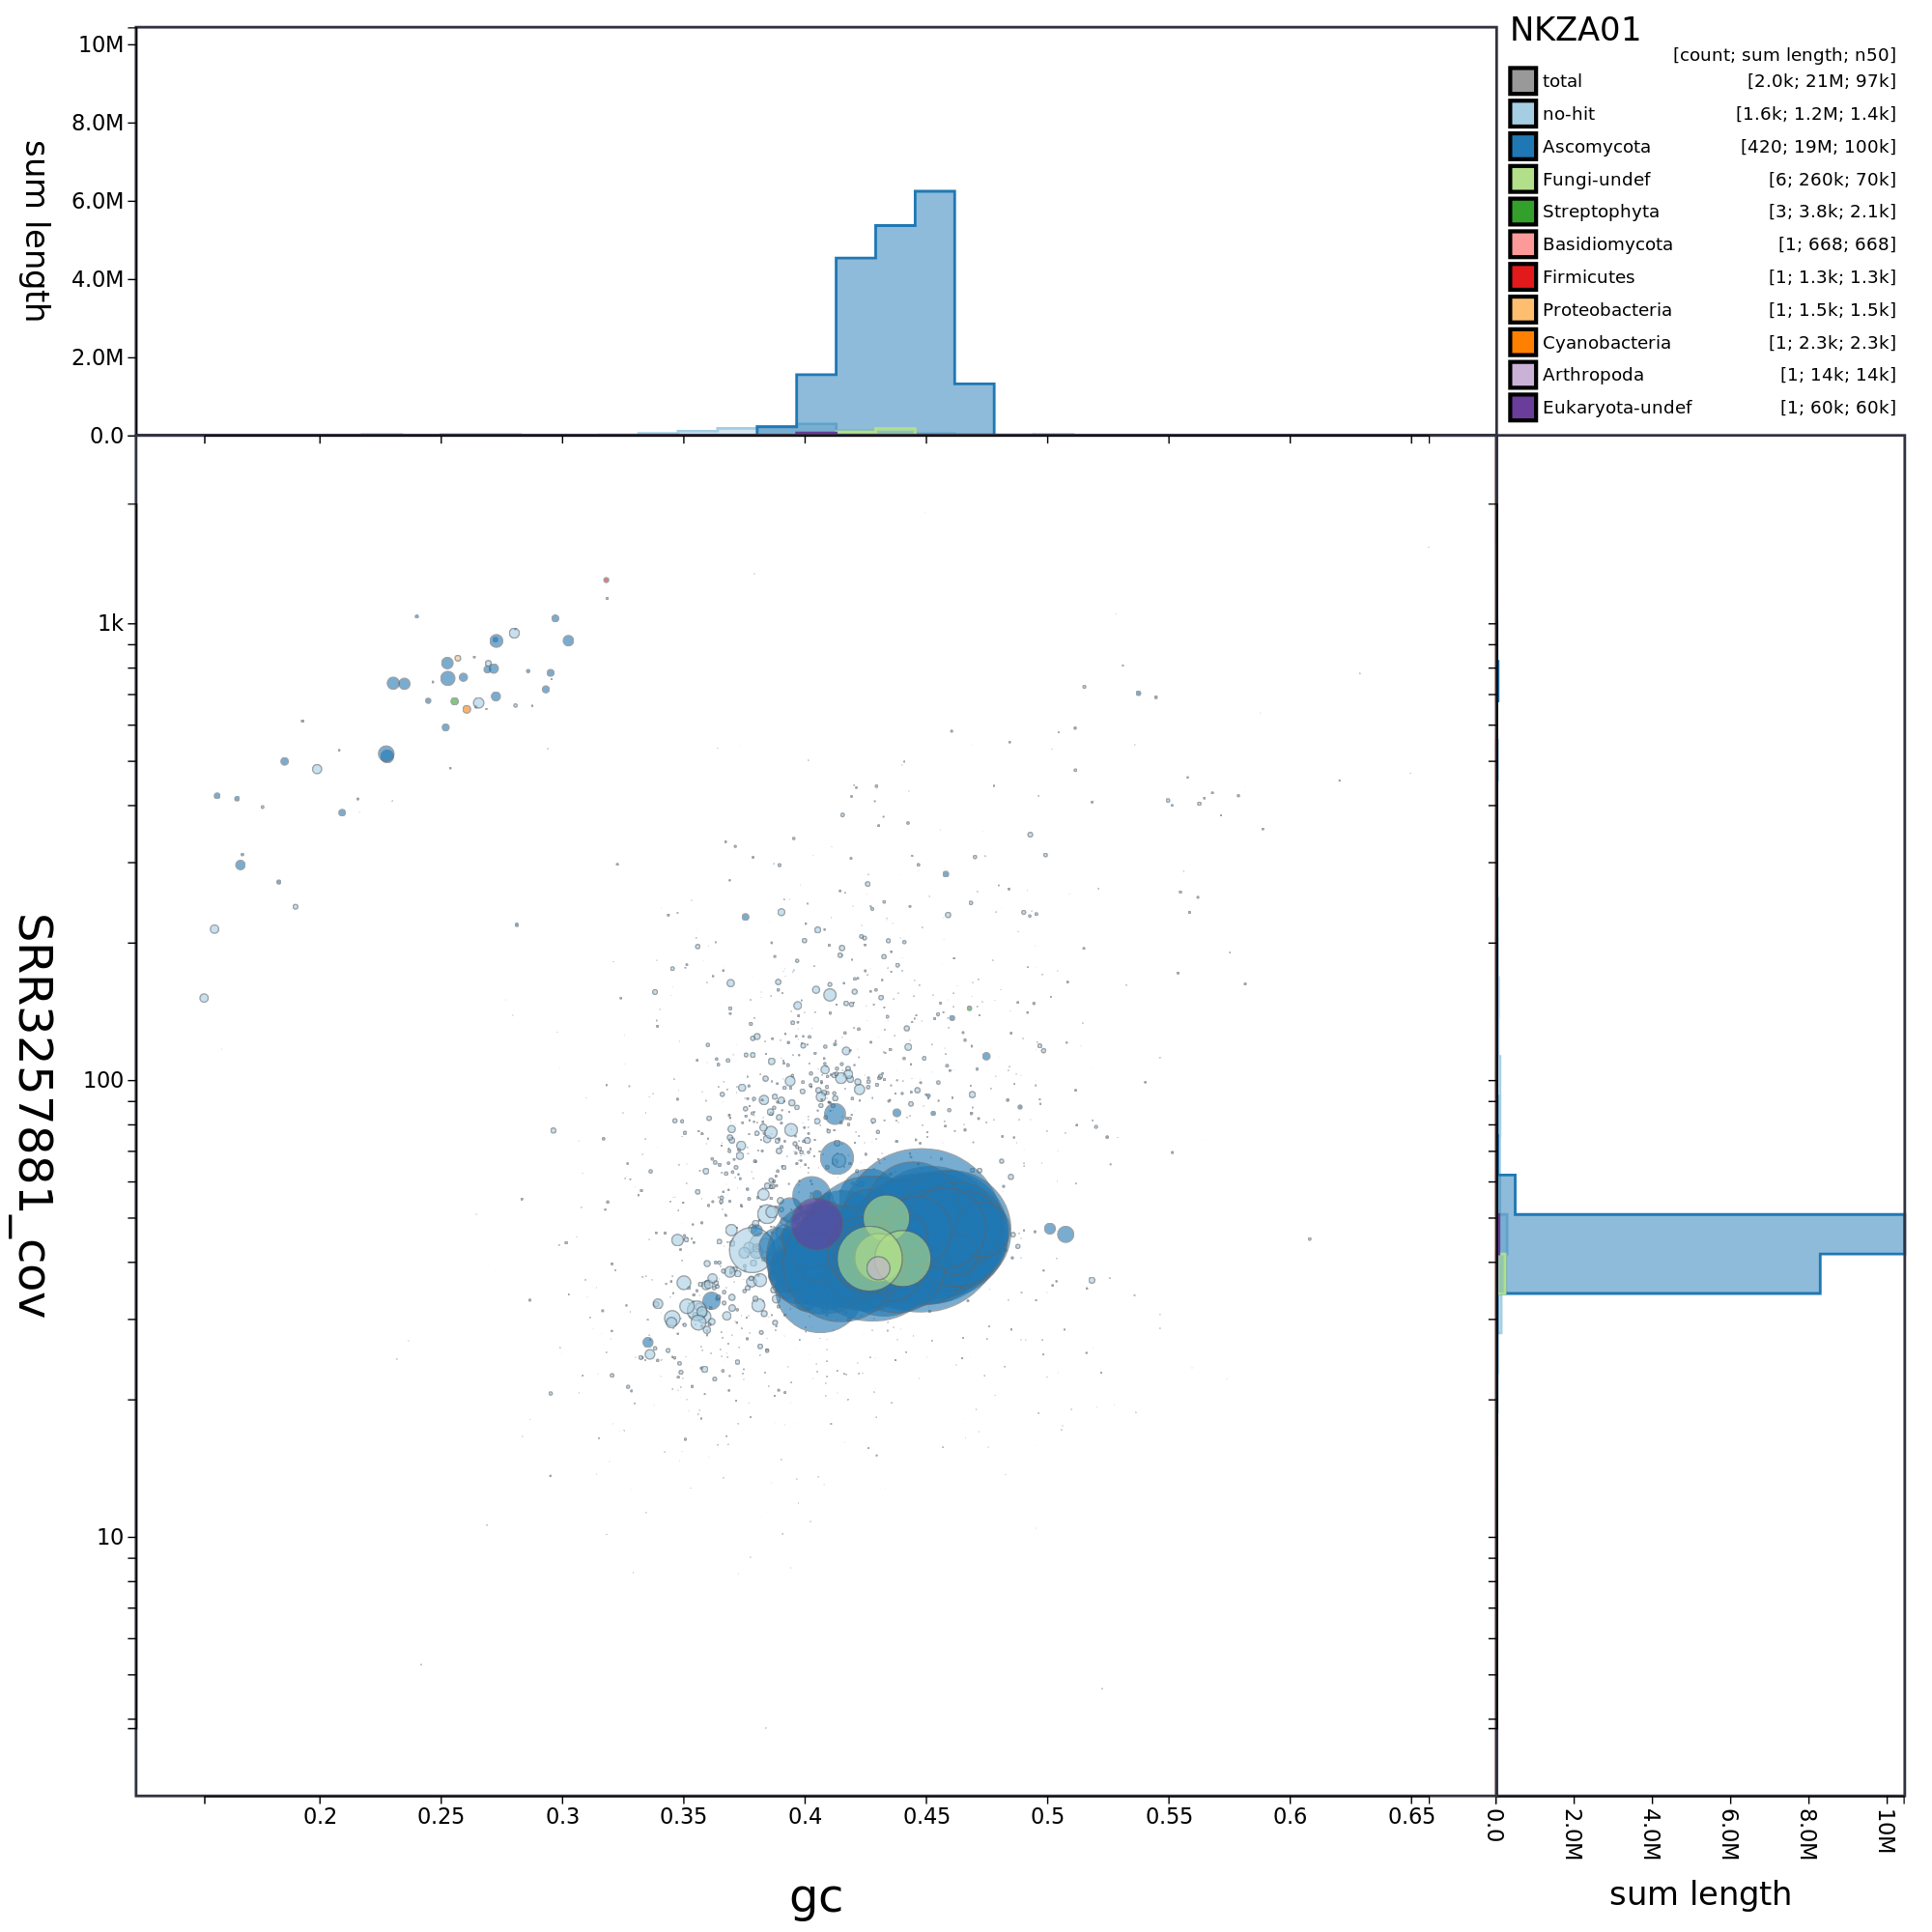 NKZA01
[count; sum length; n50]
total [2.0k; 21M; 97k]
no-hit [1.6k; 1.2M; 1.4k]
Ascomycota [420; 19M; 100k]
Fungi-undef [6; 260k; 70k]
Streptophyta [3; 3.8k; 2.1k]
Basidiomycota [1; 668; 668]
Firmicutes [1; 1.3k; 1.3k]
Proteobacteria [1; 1.5k; 1.5k]
Cyanobacteria [1; 2.3k; 2.3k]
Arthropoda [1; 14k; 14k]
Eukaryota-undef [1; 60k; 60k]
sum length
10M
8.0M
6.0M
4.0M
2.0M
0.0
SRR3257881_cov
1k
100
10
0.2 0.25 0.3 0.35 0.4 0.45 0.5 0.55 0.6 0.65
gc
0.0 2.0M 4.0M 6.0M 8.0M 10M
sum length